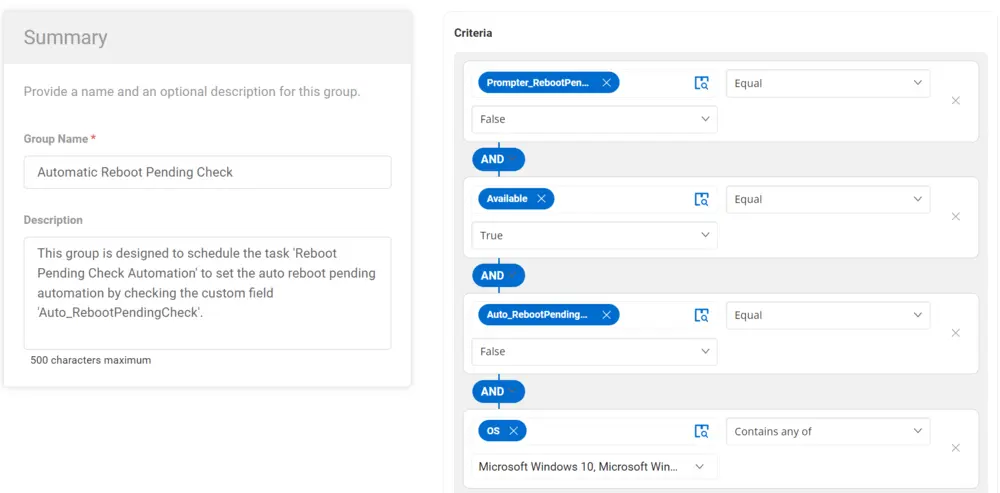 Summary
Provide a name and an optional description for this group.
Group Name *
Automatic Reboot Pending Check
Description
This group is designed to schedule the task 'Reboot
Pending Check Automation' to set the auto reboot pending
automation by checking the custom field
'Auto_RebootPendingCheck'.
500 characters maximum
Criteria
Prompter_RebootPen...
Equal
False
AND
Available
Equal
True
AND
Auto_RebootPending...
Equal
False
AND
OS
Contains any of
Microsoft Windows 10, Microsoft Win...